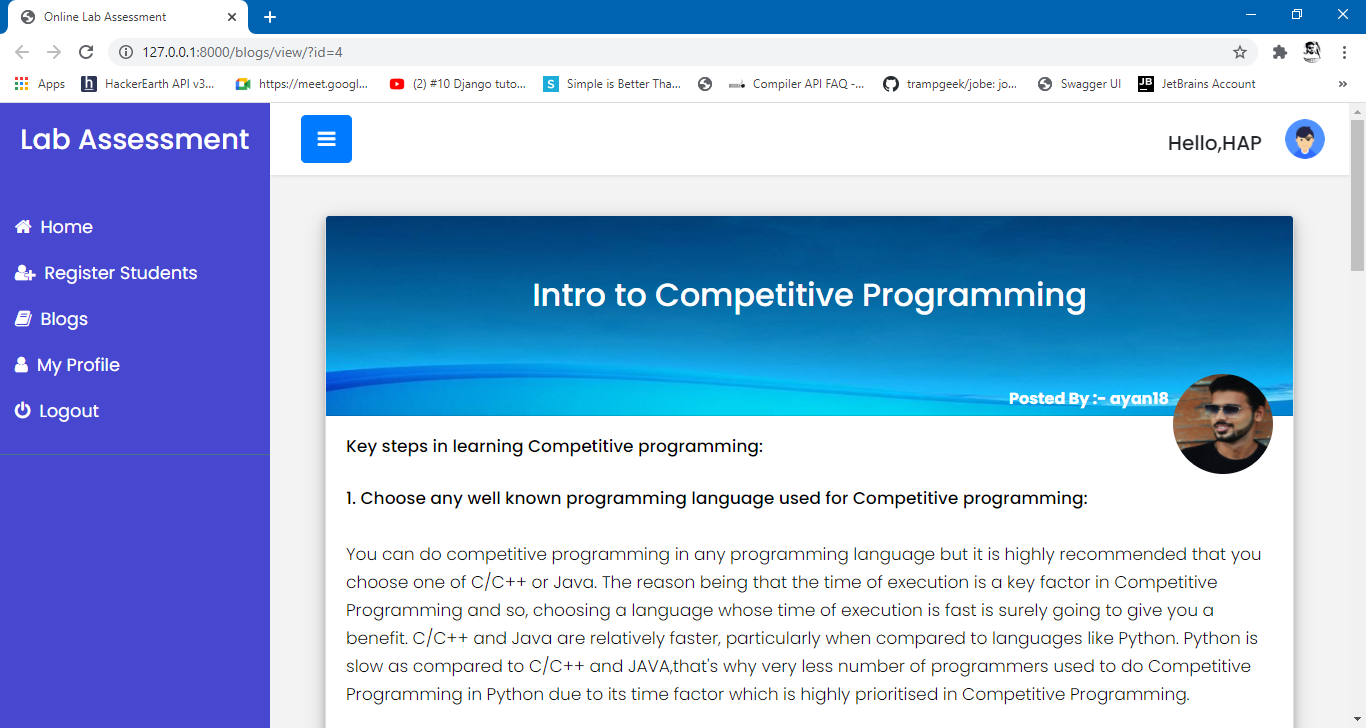 Online Lab Assessment
127.0.0.1:8000/blogs/view/?id=4
Apps
HackerEarth API v3...
https://meet.googl...
(2) #10 Django tuto...
S
Simple is Better Tha...
Compiler API FAQ -...
trampgeek/jobe: jo...
Swagger UI
JB
JetBrains Account
»
Lab Assessment
Hello,HAP
Home
Register Students
Blogs
My Profile
Logout
Intro to Competitive Programming
Posted By :- ayan18
Key steps in learning Competitive programming:
1. Choose any well known programming language used for Competitive programming:
You can do competitive programming in any programming language but it is highly recommended that you
choose one of C/C++ or Java. The reason being that the time of execution is a key factor in Competitive
Programming and so, choosing a language whose time of execution is fast is surely going to give you a
benefit. C/C++ and Java are relatively faster, particularly when compared to languages like Python. Python is
slow as compared to C/C++ and JAVA,that's why very less number of programmers used to do Competitive
Programming in Python due to its time factor which is highly prioritised in Competitive Programming.